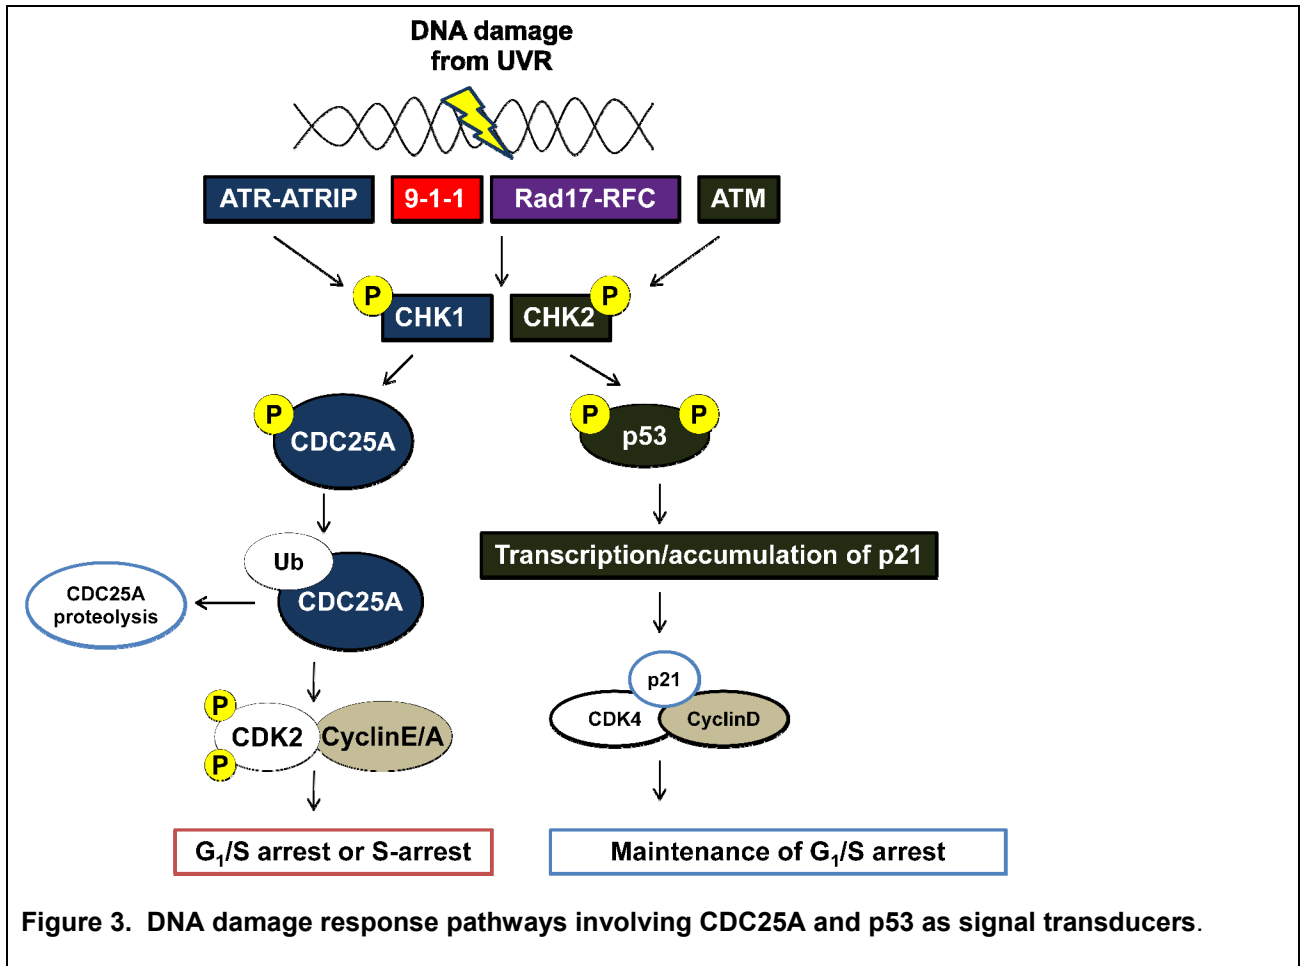 DNA damage
from UVR
ATR-ATRIP
9-1-1
Rad17-RFC
ATM
P
CHK1
CHK2
P
P
CDC25A
P
P
p53
Ub
CDC25A
CDC25A
proteolysis
Transcription/accumulation of p21
P
P
CDK2
CyclinE/A
p21
CDK4
CyclinD
G₁/S arrest or S-arrest
Maintenance of G₁/S arrest
Figure 3. DNA damage response pathways involving CDC25A and p53 as signal transducers.